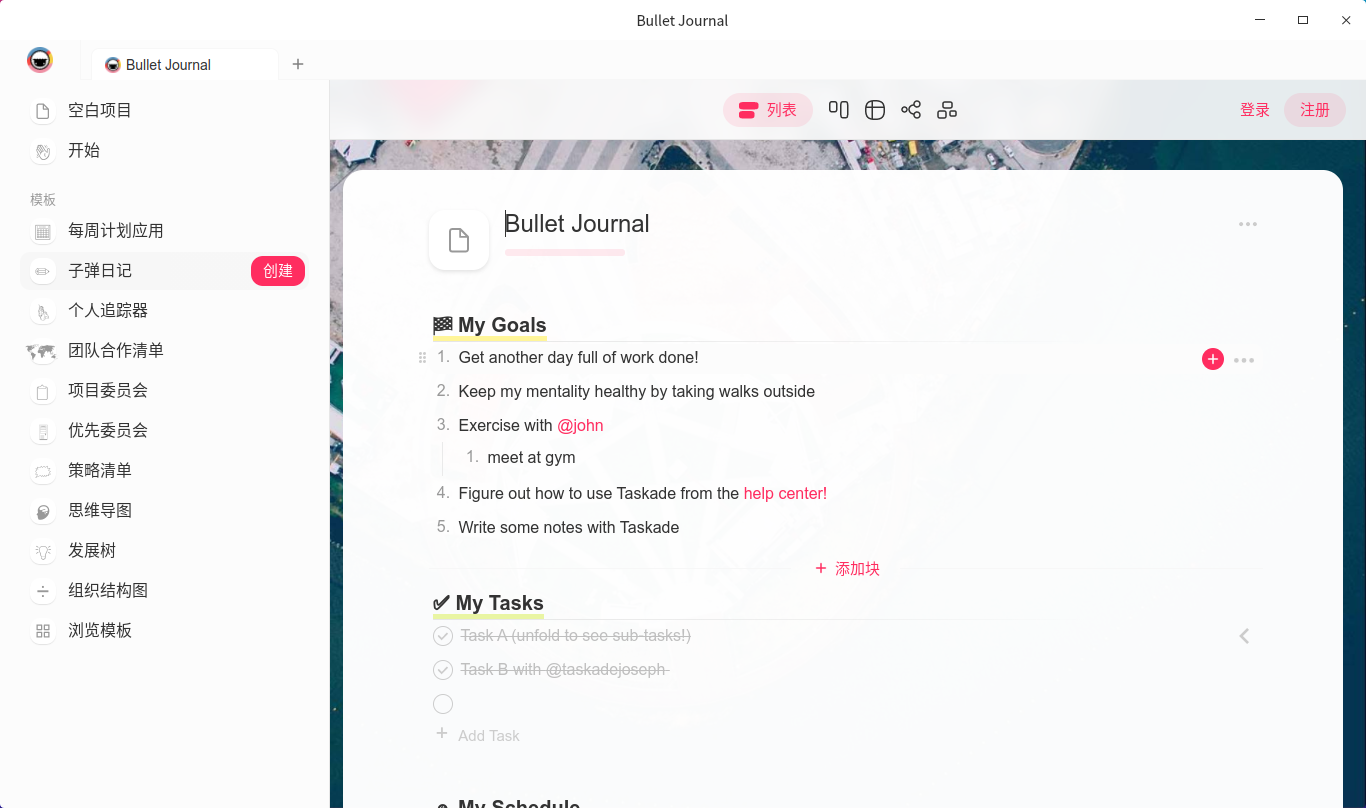 Bullet Journal
Bullet Journal
空白项目
开始
模板
每周计划应用
子弹日记
创建
个人追踪器
团队合作清单
项目委员会
优先委员会
策略清单
思维导图
发展树
组织结构图
浏览模板
列表
登录
注册
Bullet Journal
My Goals
1. Get another day full of work done!
2. Keep my mentality healthy by taking walks outside
3. Exercise with @john
1. meet at gym
4. Figure out how to use Taskade from the help center!
5. Write some notes with Taskade
+ 添加块
✔ My Tasks
Task A (unfold to see sub-tasks!)
Task B with @taskadejoseph
+ Add Task
My Schedule